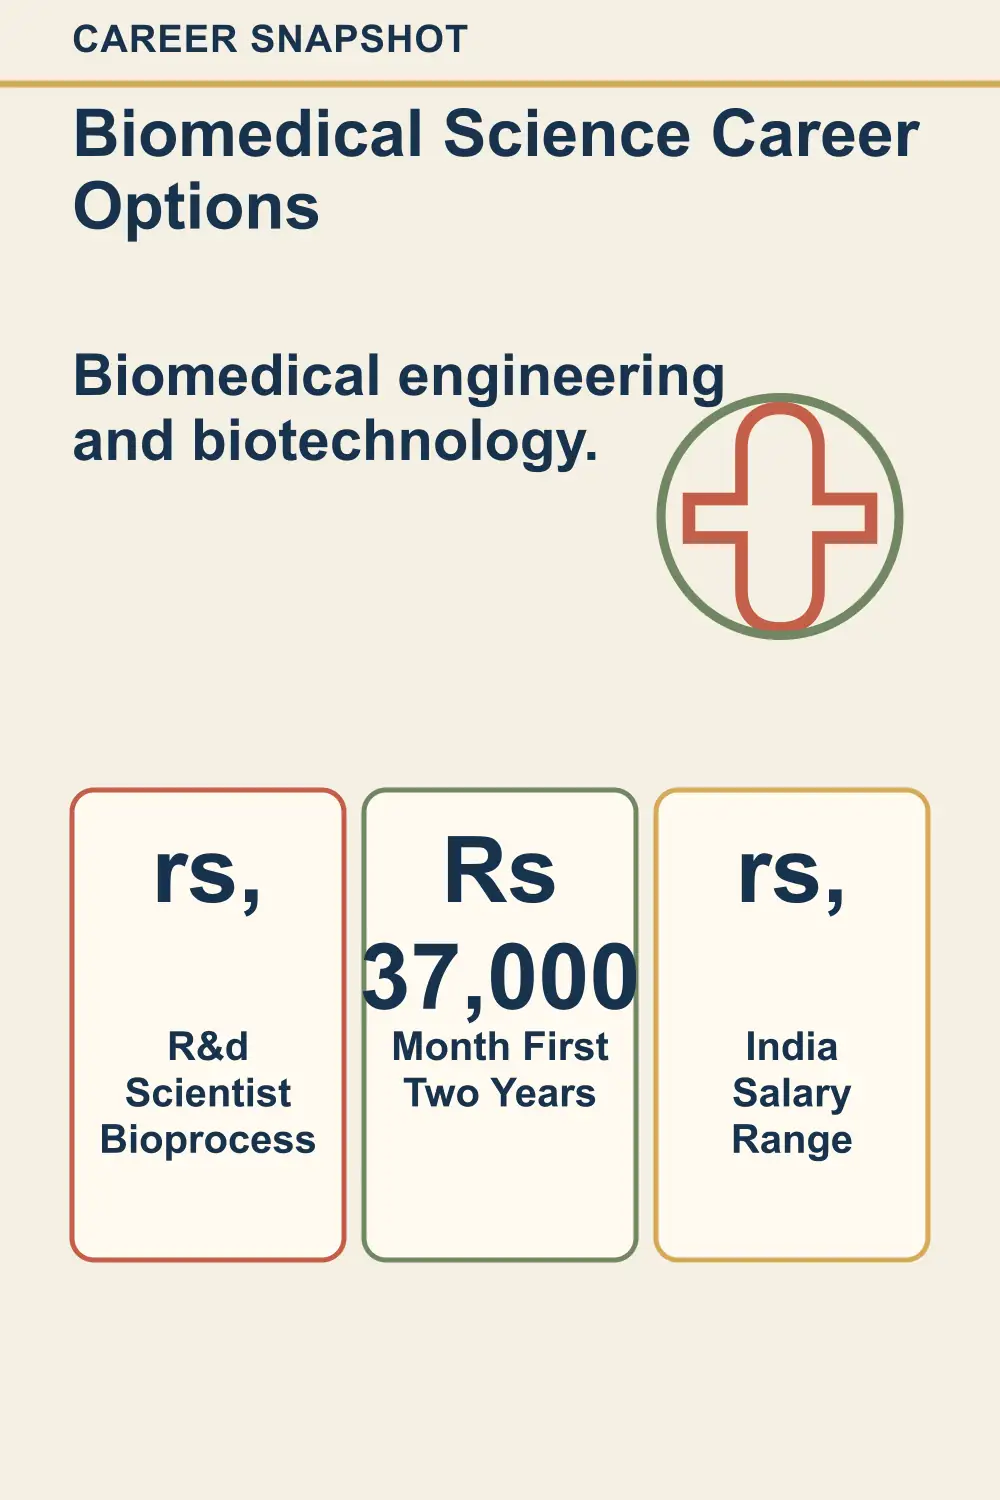 CAREER SNAPSHOT
Biomedical Science Career
Options
Biomedical engineering
and biotechnology.
rs,
R&d
Scientist
Bioprocess
Rs
37,000
Month First
Two Years
rs,
India
Salary
Range